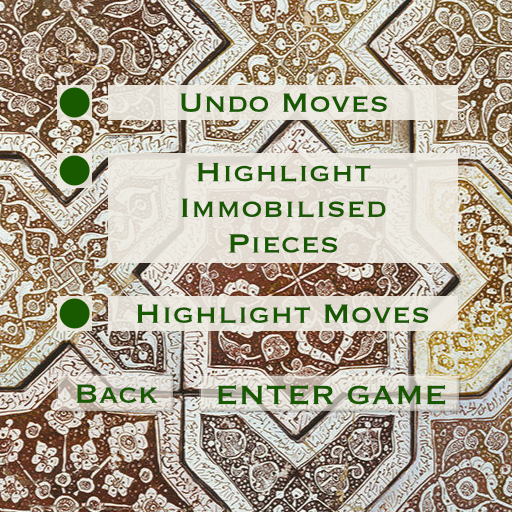 Undo Moves
Highlight
Immobilised
Pieces
Highlight Moves
Back
ENTER GAME